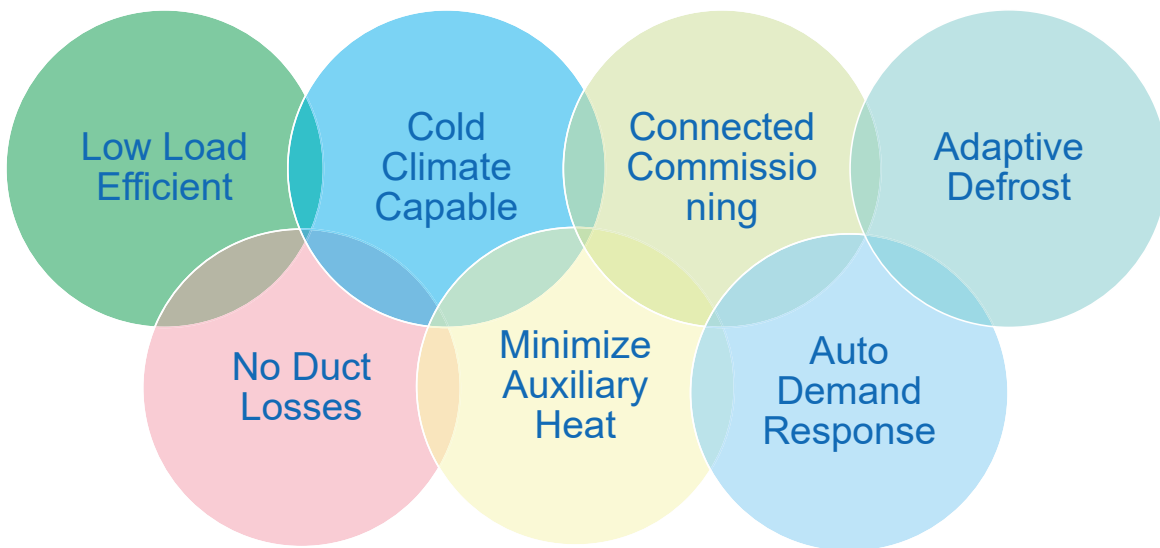 Low Load
Efficient
Cold
Climate
Capable
Connected
Commissio
ning
Adaptive
Defrost
No Duct
Losses
Minimize
Auxiliary
Heat
Auto
Demand
Response